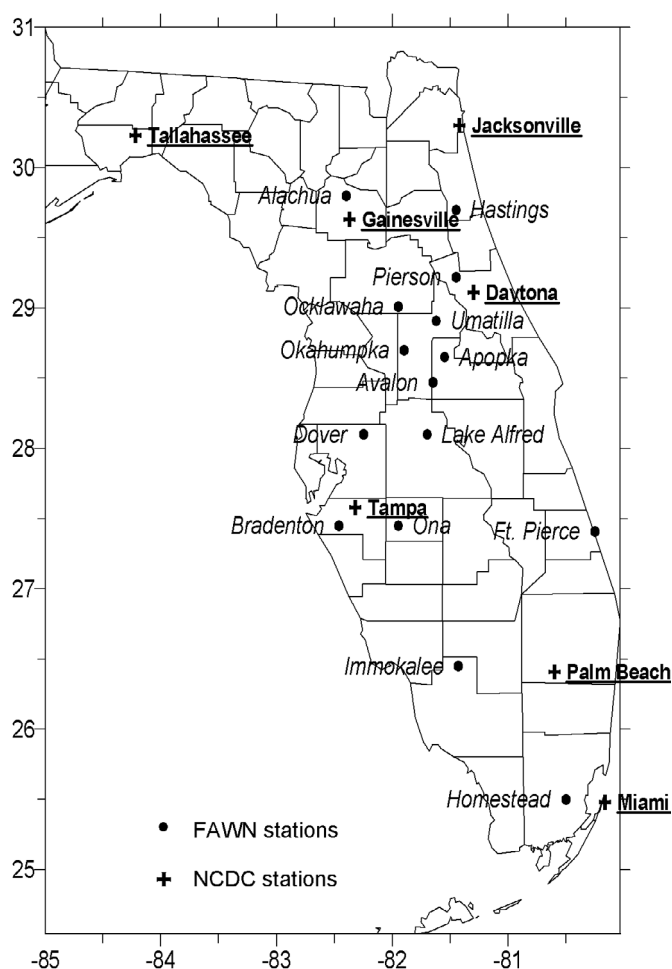 31
30
29
28
27
26
25
Tallahassee
Jacksonville
Alachua
Gainesville
Hastings
Pierson
Daytona
Ocklawaha
Umatilla
Okahumpka
Apopka
Avalon
Dover
Lake Alfred
Tampa
Bradenton
Ona
Ft. Pierce
Immokalee
Palm Beach
Homestead
Miami
FAWN stations
NCDC stations
-85 -84 -83 -82 -81